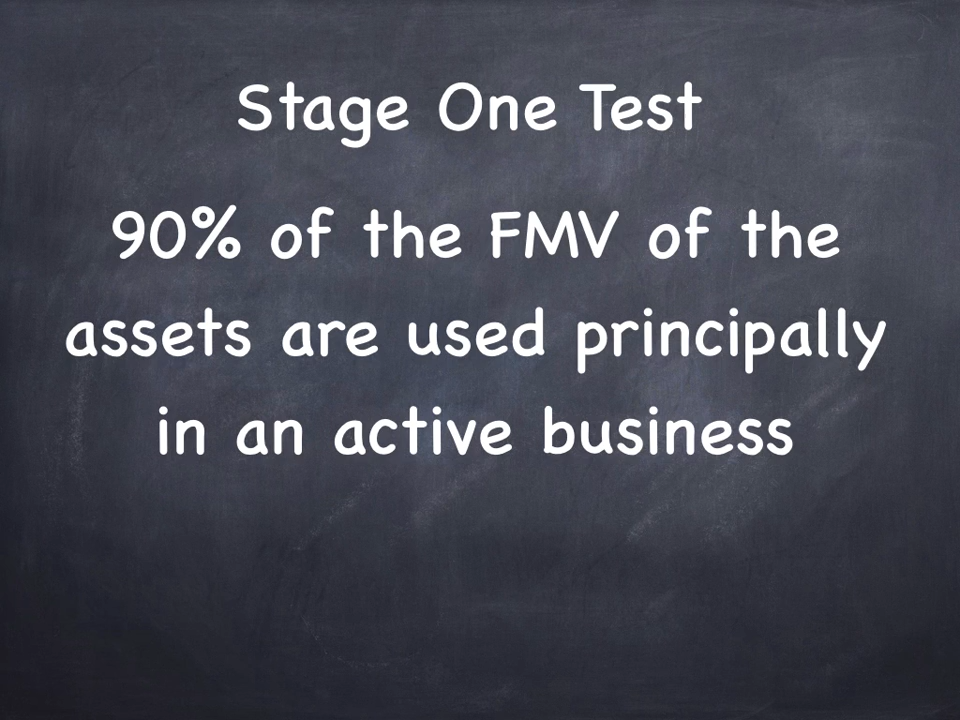 Stage One Test
90% of the FMV of the
assets are used principally
in an active business